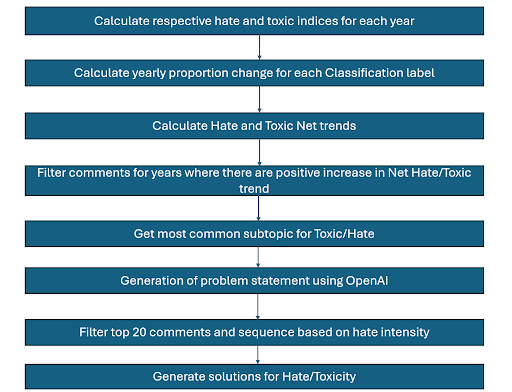 Calculate respective hate and toxic indices for each year
Calculate yearly proportion change for each Classification label
Calculate Hate and Toxic Net trends
Filter comments for years where there are positive increase in Net Hate/Toxic
trend
Get most common subtopic for Toxic/Hate
Generation of problem statement using OpenAI
Filter top 20 comments and sequence based on hate intensity
Generate solutions for Hate/Toxicity